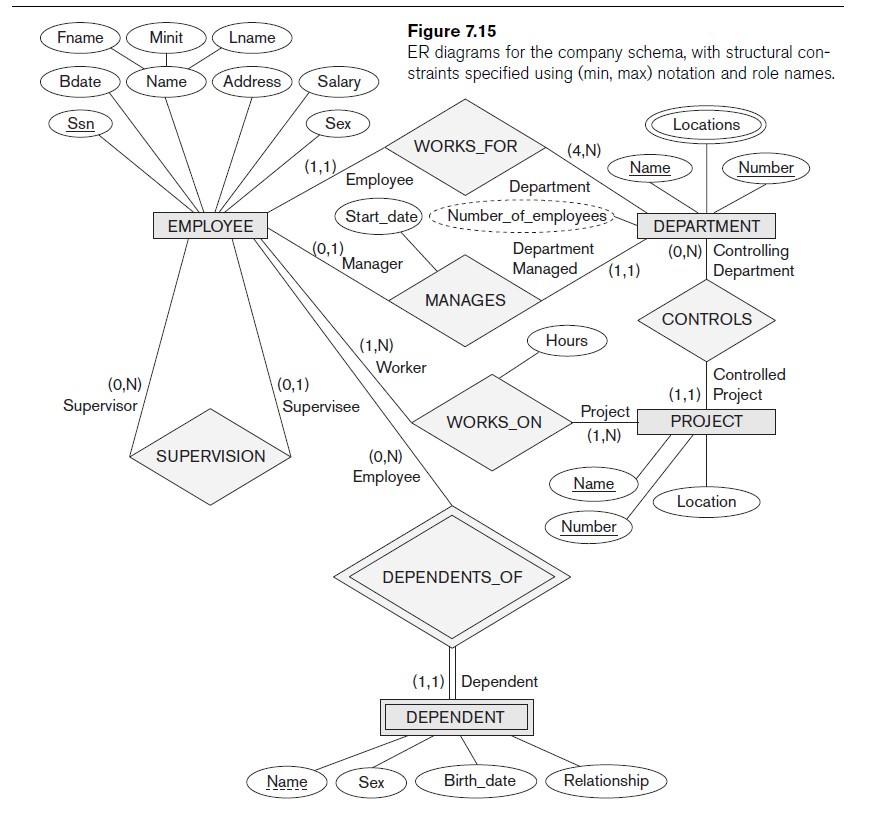 Figure 7.15
ER diagrams for the company schema, with structural con-
straints specified using (min, max) notation and role names.
Fname
Minit
Lname
Bdate
Name
Address
Salary
Ssn
Sex
WORKS_FOR
Locations
(1,1)
Employee
(4,N)
Department
Name
Number
EMPLOYEE
Start_date
Number_of_employees
DEPARTMENT
(0,1)
Manager
Department
Managed
(1,1)
(0,N)
Controlling
Department
MANAGES
CONTROLS
Hours
(1,N)
Worker
(0,N)
Supervisor
(0,1)
Supervisee
Controlled
Project
(1,1)
WORKS_ON
Project
(1,N)
PROJECT
SUPERVISION
(0,N)
Employee
Name
Location
Number
DEPENDENTS_OF
(1,1)
Dependent
DEPENDENT
Name
Sex
Birth_date
Relationship